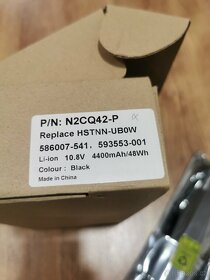 P/N: N2CQ42-P
Replace HSTNN-UB0W
586007-541, 593553-001
Li-ion 10.8V 4400mAh/48Wh
Colour : Black
Made in China